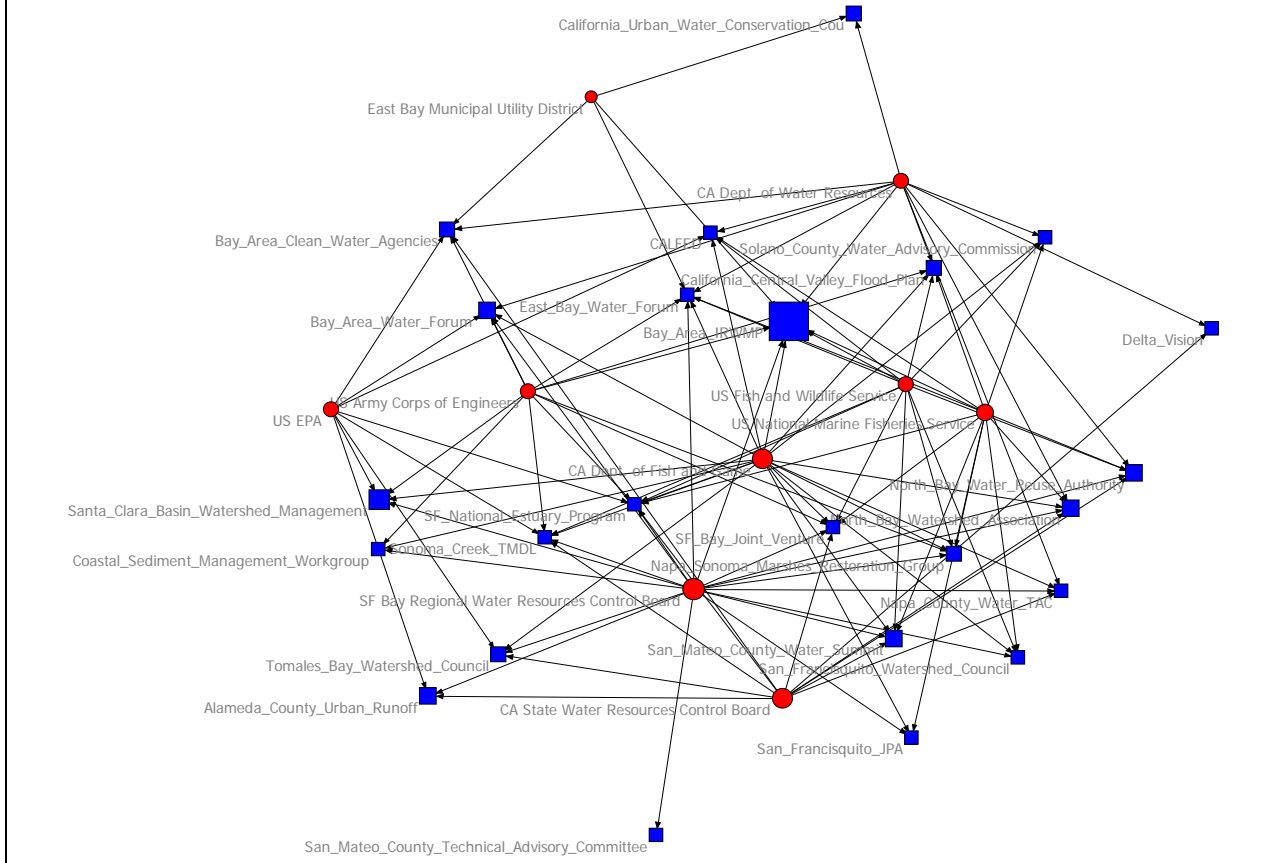 California_Urban_Water_Conservation_Cou
East Bay Municipal Utility District
CA Dept. of Water Resources
Bay_Area_Clean_Water_Agencies
CALFED
Solano_County_Water_Advisory_Commission
California_Central_Valley_Flood_Plan
East_Bay_Water_Forum
Bay_Area_Water_Forum
Bay_Area_IRWMP
Delta_Vision
US Fish and Wildlife Service
US Army Corps of Engineers
US EPA
US National Marine Fisheries Service
CA Dept. of Fish and Game
North_Bay_Water_Reuse_Authority
Santa_Clara_Basin_Watershed_Management
SF_National_Estuary_Program
North_Bay_Watershed_Association
SF_Bay_Joint_Venture
Sonoma_Creek_TMDL
Coastal_Sediment_Management_Workgroup
Napa_Sonoma_Marshes_Restoration_Group
SF Bay Regional Water Resources Control Board
Napa_County_Water_TAC
San_Mateo_County_Water_Summit
Tomales_Bay_Watershed_Council
San_Francisquito_Watershed_Council
Alameda_County_Urban_Runoff
CA State Water Resources Control Board
San_Francisquito_JPA
San_Mateo_County_Technical_Advisory_Committee